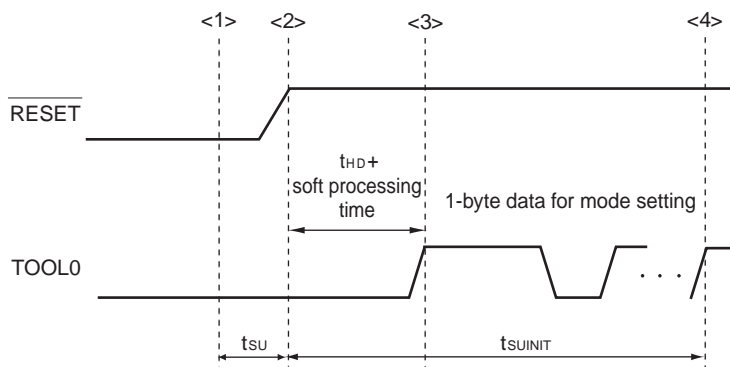 <1> <2> <3> <4>
RESET
tHD+
soft processing
time
1-byte data for mode setting
TOOL0
. . .
tSU
tSUINIT